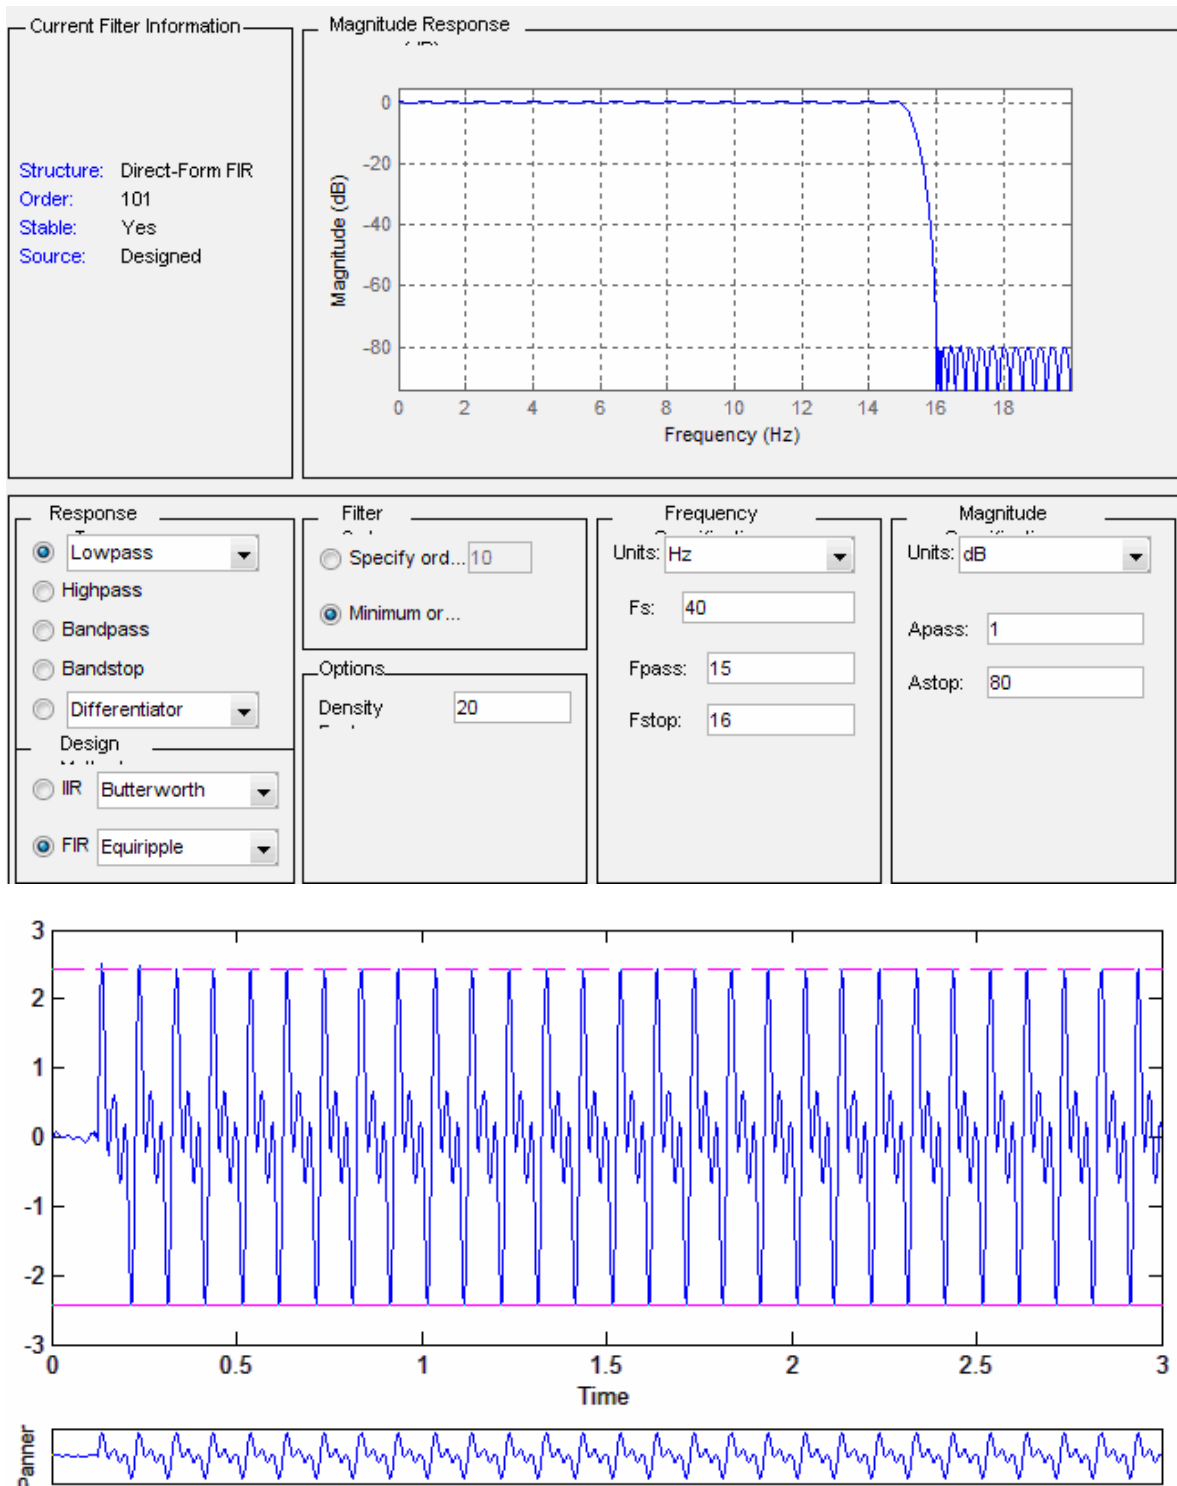 Current Filter Information
Structure: Direct-Form FIR
Order: 101
Stable: Yes
Source: Designed
Magnitude Response
0
-20
-40
-60
-80
Magnitude (dB)
0 2 4 6 8 10 12 14 16 18
Frequency (Hz)
Response
Lowpass
Highpass
Bandpass
Bandstop
Differentiator
Design
IIR Butterworth
FIR Equiripple
Filter
Specify ord... 10
Minimum or ...
Options
Density 20
Frequency
Units: Hz
Fs: 40
Fpass: 15
Fstop: 16
Magnitude
Units: dB
Apass: 1
Astop: 80
3
2
1
0
-1
-2
-3
0 0.5 1 1.5 2 2.5 3
Time
Panner